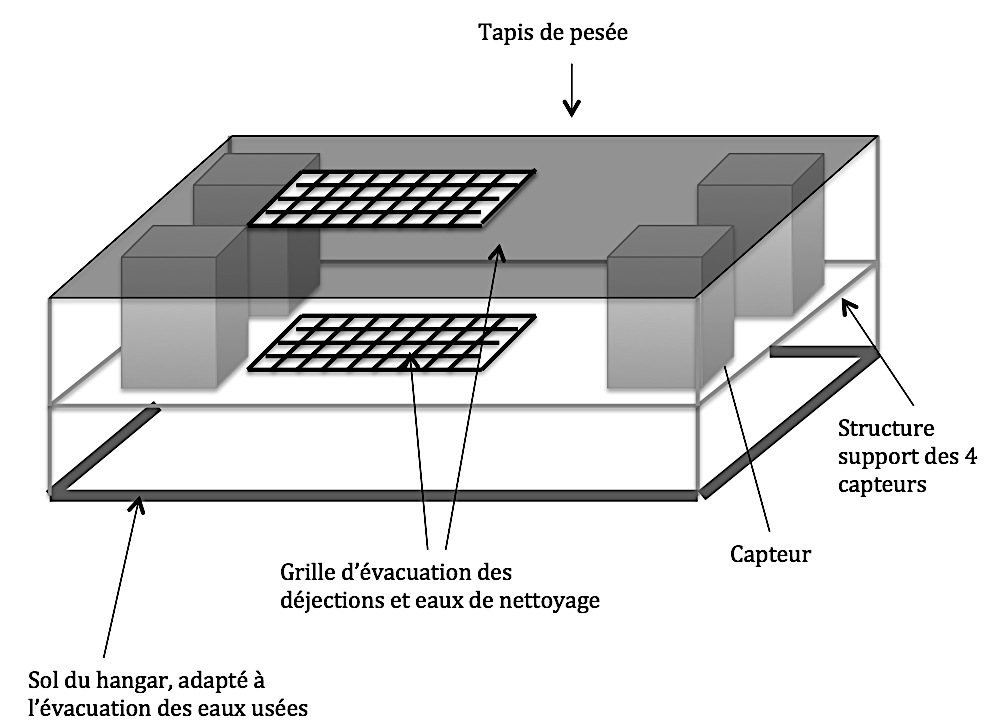 Tapis de pesée
Structure
support des 4
capteurs
Capteur
Grille d'évacuation des
déjections et eaux de nettoyage
Sol du hangar, adapté à
l'évacuation des eaux usées